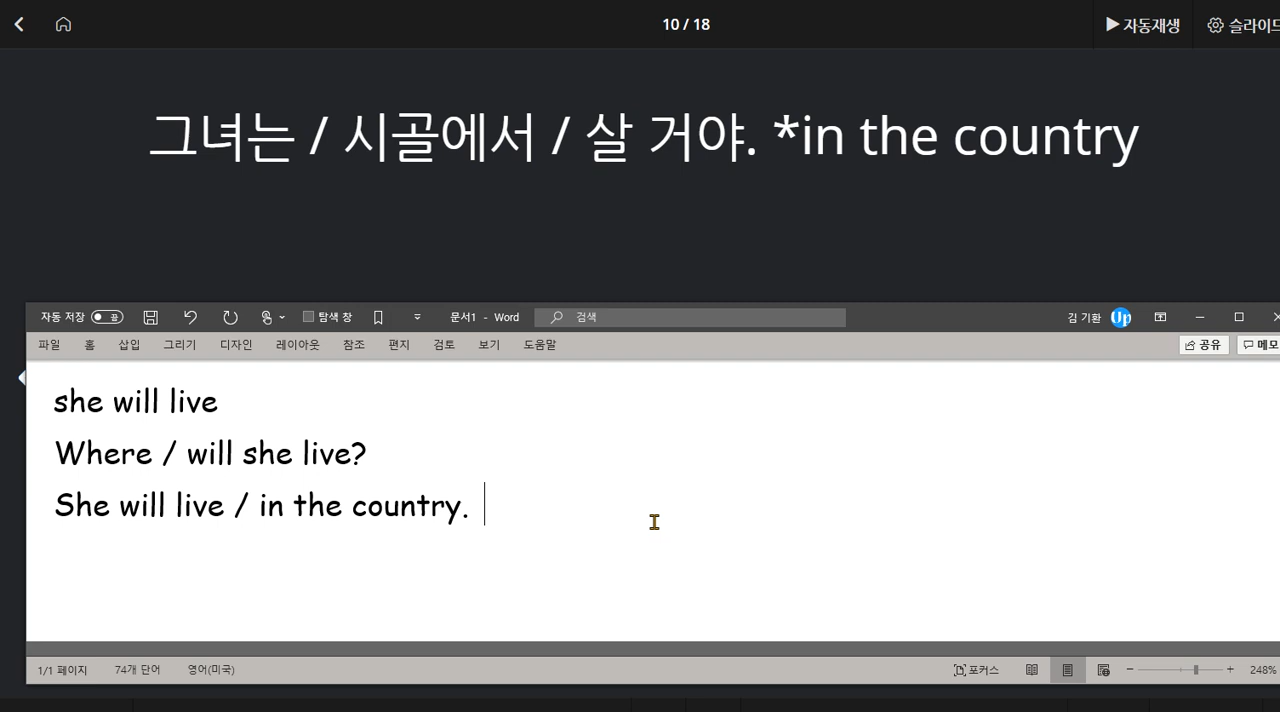 10 / 18
자동재생
슬라이드
그녀는 / 시골에서 / 살 거야. *in the country
자동 저장 끔 탐색 창 문서1 - Word 검색 김 기환 Up
파일 홈 삽입 그리기 디자인 레이아웃 참조 편지 검토 보기 도움말 공유 메모
she will live
Where / will she live?
She will live / in the country.
1/1 페이지 74개 단어 영어(미국) 포커스 248%